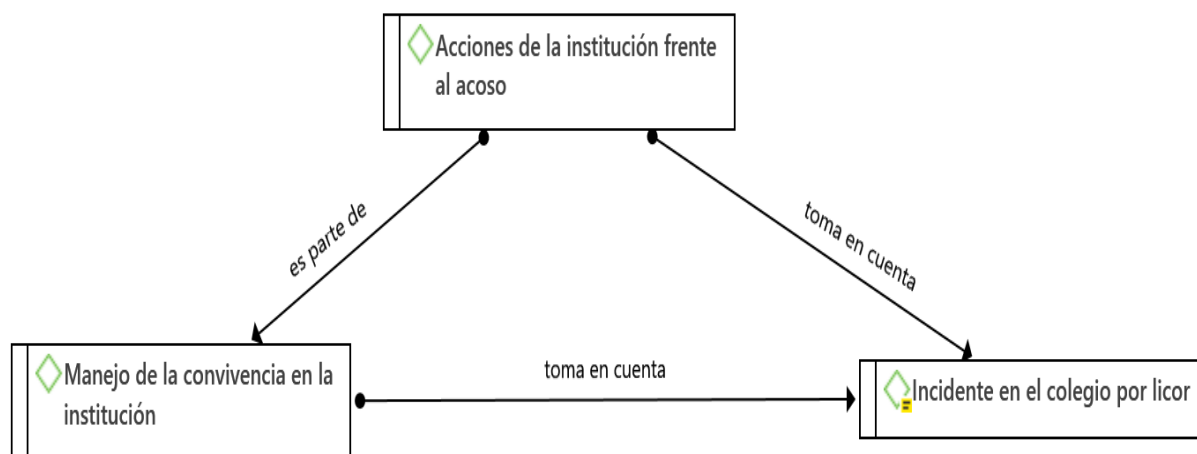 Acciones de la institución frente
al acoso
es parte de
toma en cuenta
Manejo de la convivencia en la
institución
toma en cuenta
Incidente en el colegio por licor